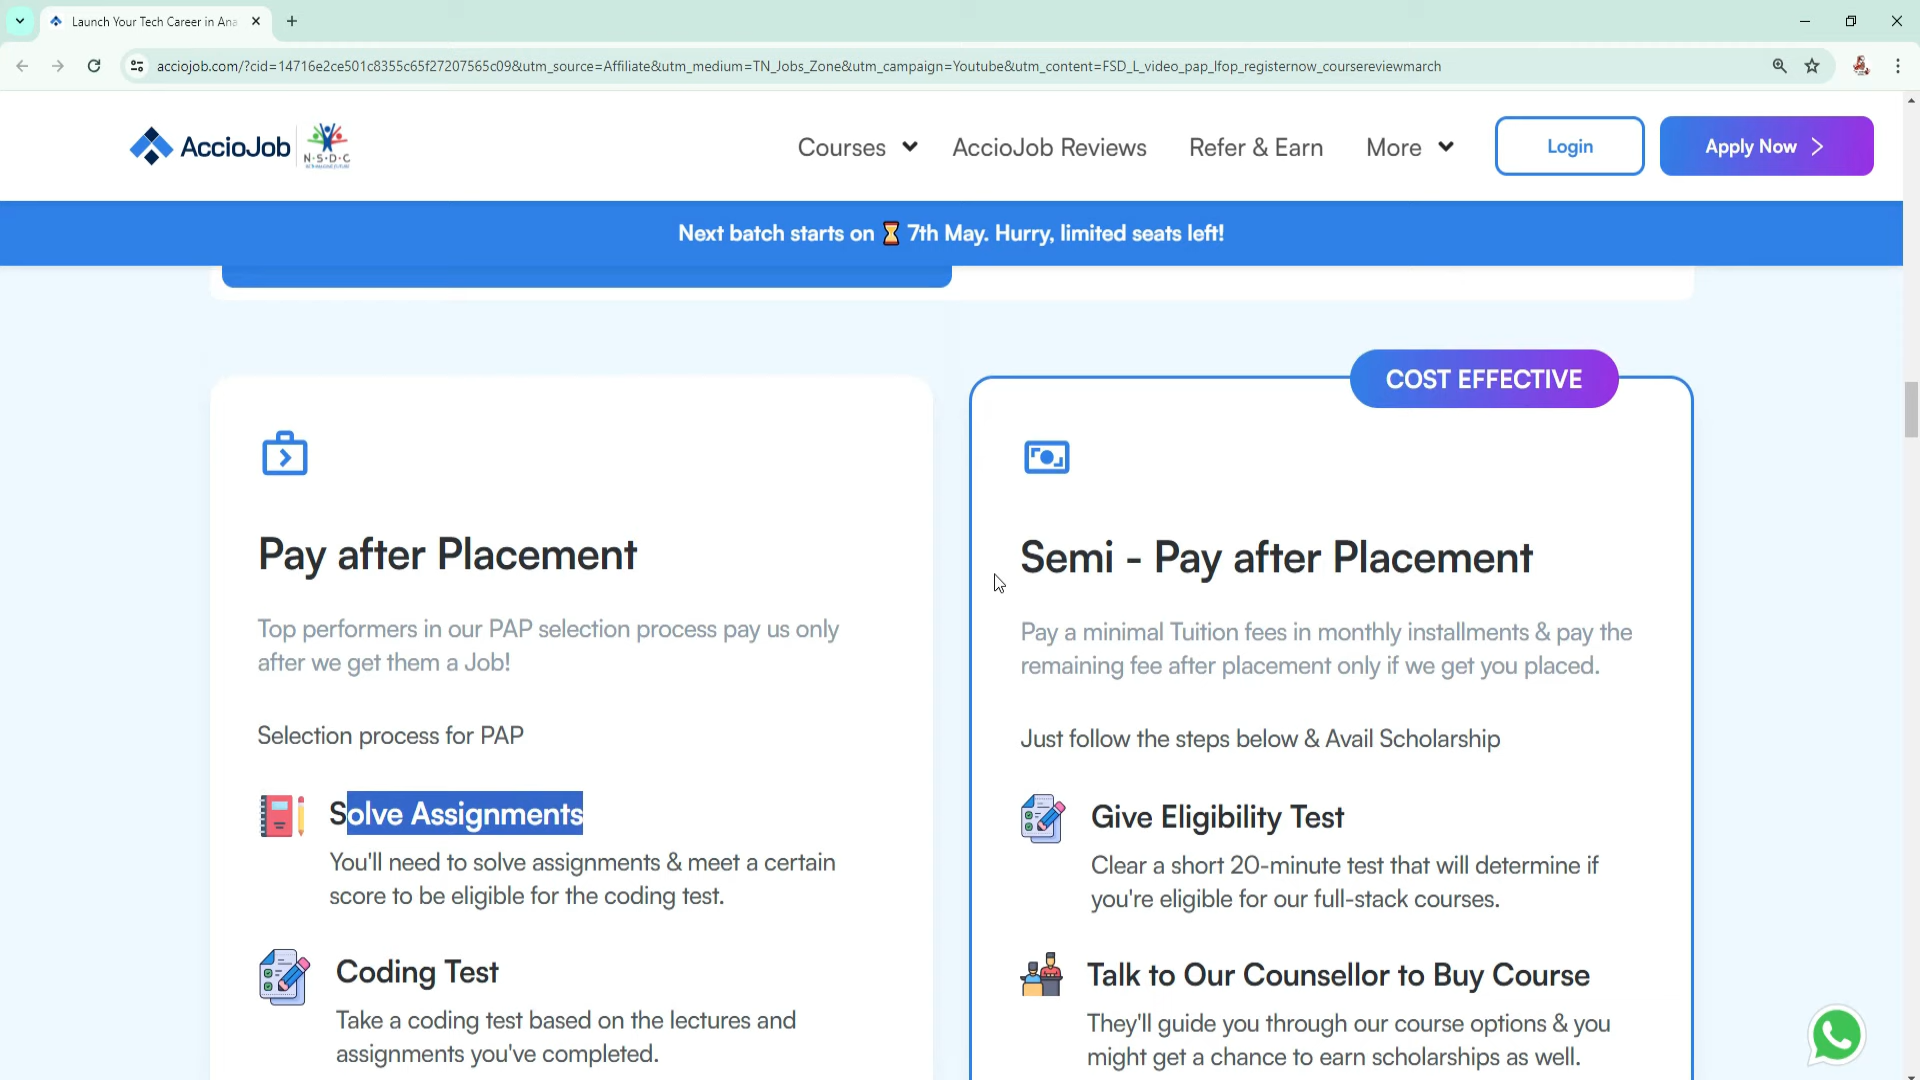 Launch Your Tech Career in Ana
acciojob.com/?cid=14716e2ce501c8355c65f27207565c09&utm_source=Affiliate&utm_medium=TN_Jobs_Zone&utm_campaign=Youtube&utm_content=FSD_L_video_pap_lfop_registernow_coursereviewmarch
AccioJob
N·S·D·C
Courses
AccioJob Reviews
Refer & Earn
More
Login
Apply Now
Next batch starts on ⏳ 7th May. Hurry, limited seats left!
COST EFFECTIVE
Pay after Placement
Top performers in our PAP selection process pay us only
after we get them a Job!
Selection process for PAP
Solve Assignments
You'll need to solve assignments & meet a certain
score to be eligible for the coding test.
Coding Test
Take a coding test based on the lectures and
assignments you've completed.
Semi - Pay after Placement
Pay a minimal Tuition fees in monthly installments & pay the
remaining fee after placement only if we get you placed.
Just follow the steps below & Avail Scholarship
Give Eligibility Test
Clear a short 20-minute test that will determine if
you're eligible for our full-stack courses.
Talk to Our Counsellor to Buy Course
They'll guide you through our course options & you
might get a chance to earn scholarships as well.